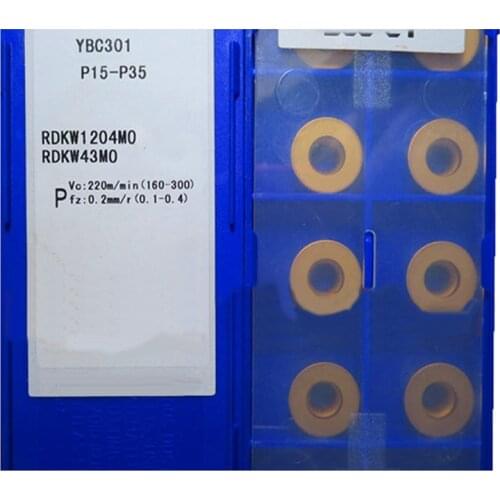 YBC301
P15-P35
RDKW1204MO
RDKW43MO
P Vc:220m/min(160-300)
fz:0.2mm/r(0.1-0.4)